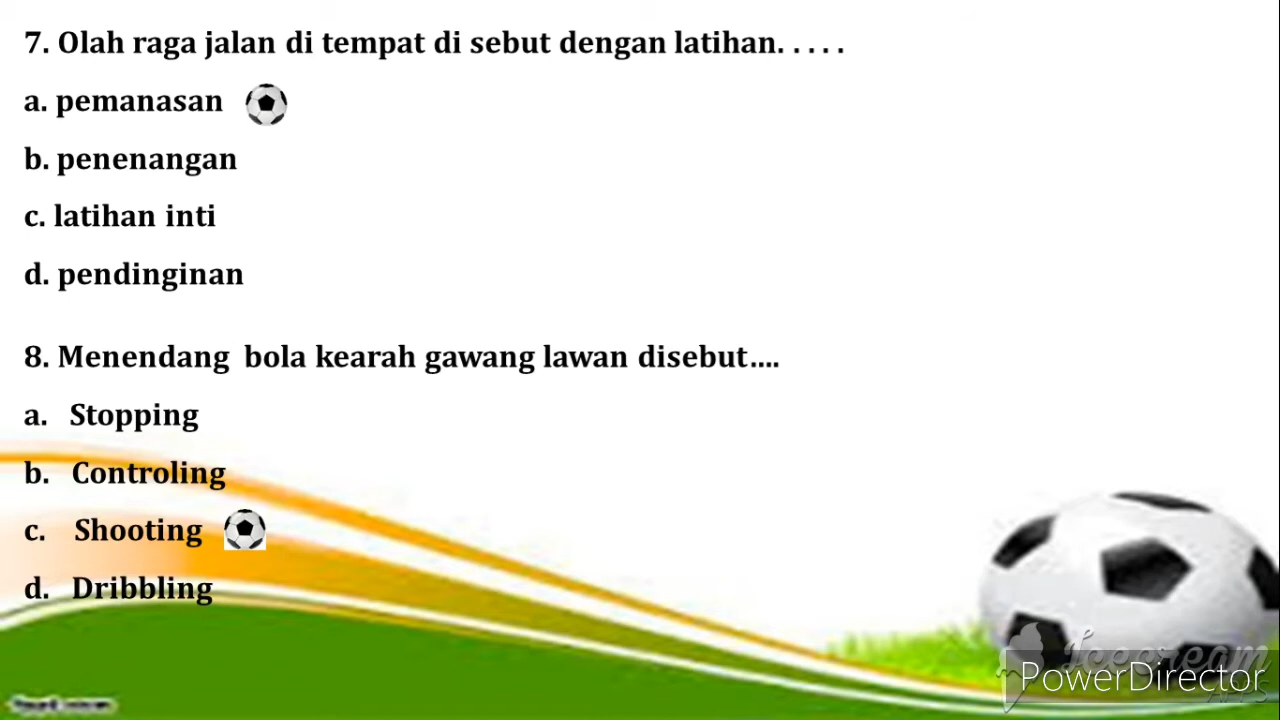 7. Olah raga jalan di tempat di sebut dengan latihan. . . . .
a. pemanasan
b. penenangan
c. latihan inti
d. pendinginan
8. Menendang bola kearah gawang lawan disebut....
a. Stopping
b. Controling
c. Shooting
d. Dribbling
Icecream
PowerDirector